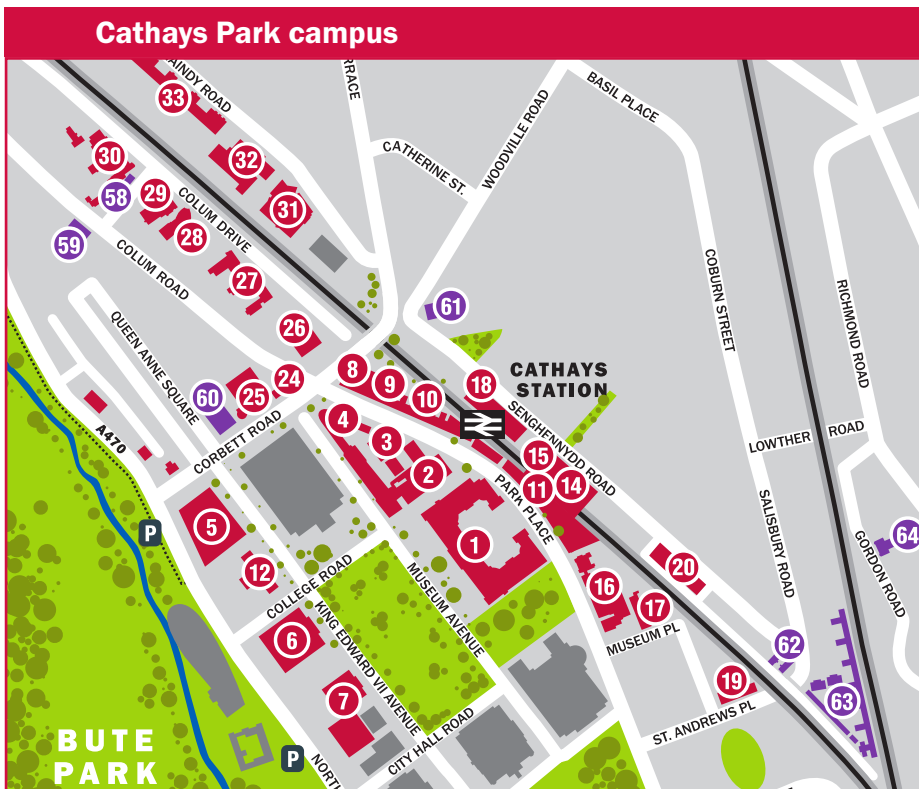 Cathays Park campus
AINDY ROAD
RRACE
BASIL PLACE
33
WOODVILLE ROAD
CATHERINE ST.
30
32
58
29
31
COLUM DRIVE
28
59
COLUM ROAD
27
COBURN STREET
RICHMOND ROAD
61
QUEEN ANNE SQUARE
26
8
CATHAYS
STATION
24
9
18
60
25
10
SENGHENNYDD ROAD
4
CORBETT ROAD
A470
3
LOWTHER ROAD
15
2
PARK PLACE
11
14
SALISBURY ROAD
5
P
1
64
GORDON ROAD
12
COLLEGE ROAD
MUSEUM AVENUE
20
16
KING EDWARD VII AVENUE
17
6
MUSEUM PL
62
19
7
63
CITY HALL ROAD
ST. ANDREWS PL
BUTE
PARK
P
NORTH